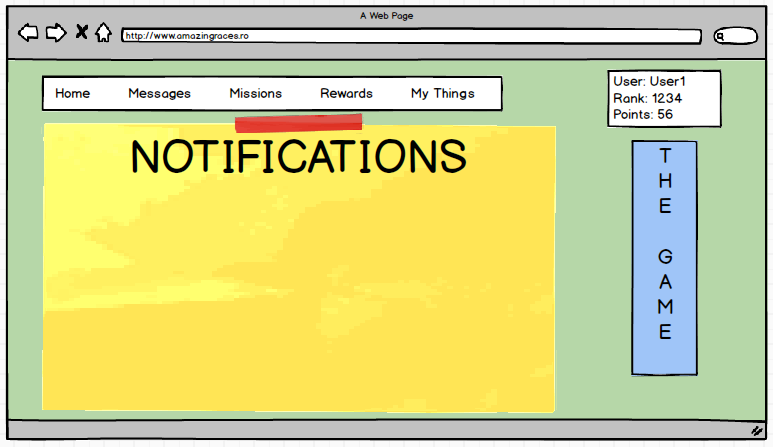 A Web Page
http://www.amazingraces.ro
User: User1
Rank: 1234
Points: 56
Home Messages Missions Rewards My Things
NOTIFICATIONS
T
H
E
G
A
M
E